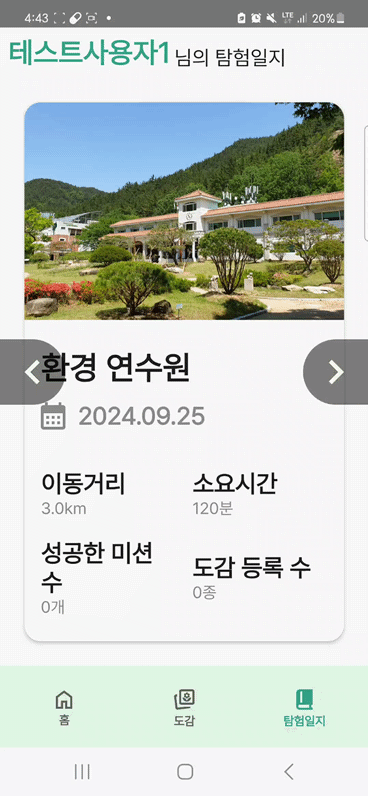 4:43 LTE 20%
테스트사용자1 님의 탐험일지
환경 연수원
2024.09.25
이동거리 소요시간
3.0km 120분
성공한 미션
수
도감 등록 수
0개 0종
홈 도감 탐험일지